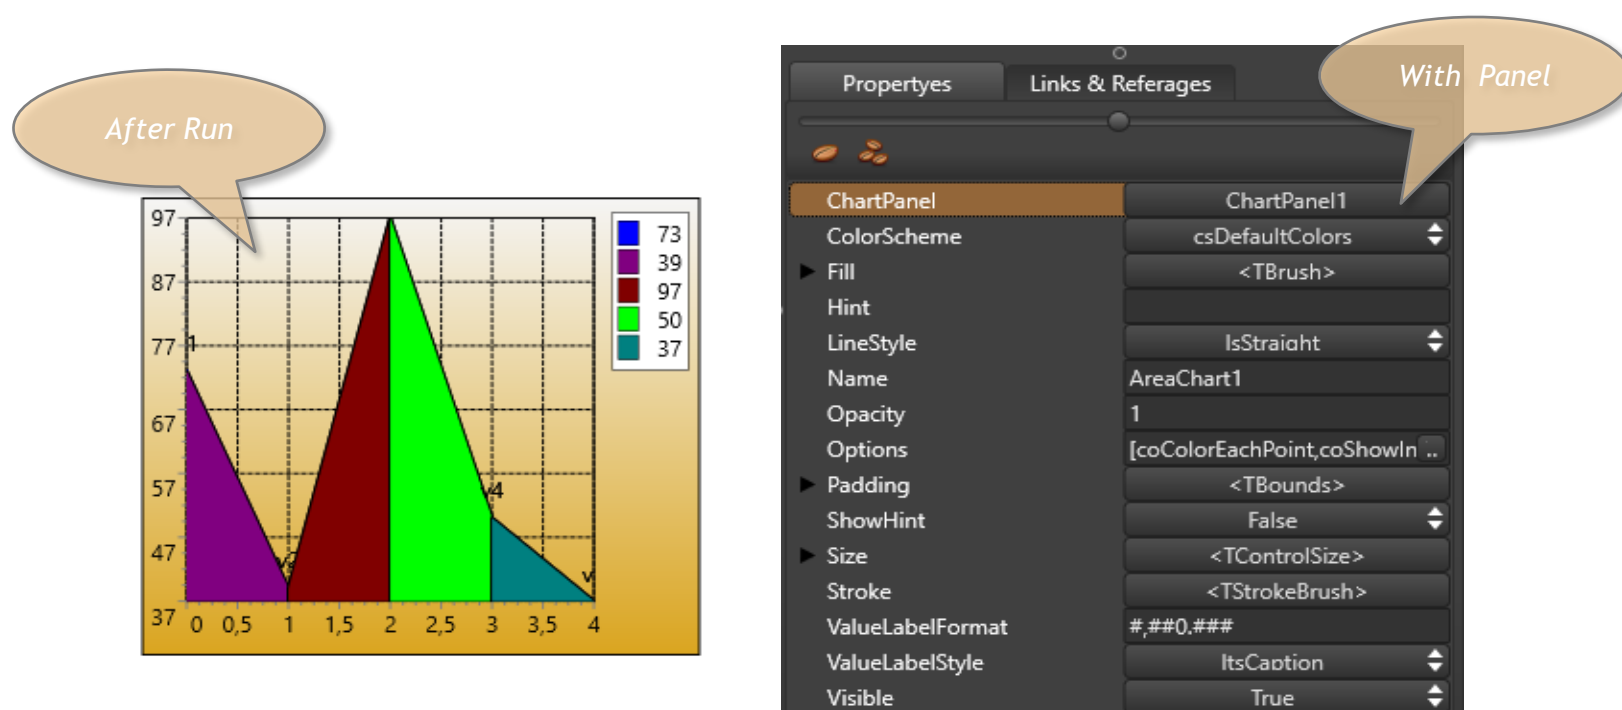 After Run
97
87
77
67
57
47
37
0 0,5 1 1,5 2 2,5 3 3,5 4
1
v4
v
73
39
97
50
37
With Panel
Propertyes Links & Referages
ChartPanel ChartPanel1
ColorScheme csDefaultColors
Fill <TBrush>
Hint
LineStyle lsStraight
Name AreaChart1
Opacity 1
Options [coColorEachPoint,coShowIn ..
Padding <TBounds>
ShowHint False
Size <TControlSize>
Stroke <TStrokeBrush>
ValueLabelFormat #,##0.###
ValueLabelStyle ltsCaption
Visible True